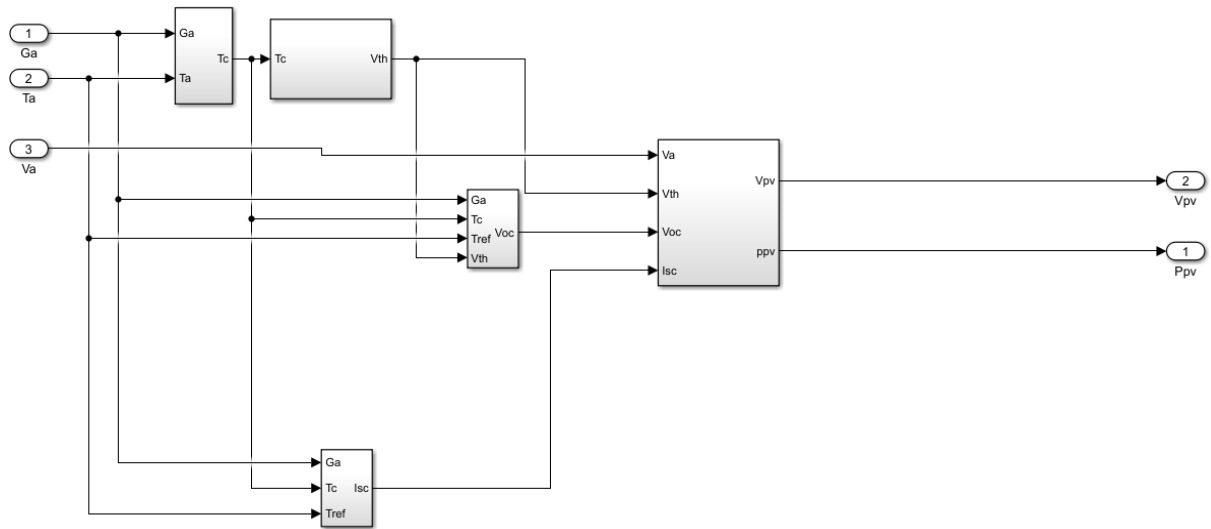 1
Ga
2
Ta
3
Va
Ga
Ta
Tc
Tc
Vth
Ga
Tc
Tref
Vth
Voc
Va
Vth
Voc
Isc
Vpv
ppv
2
Vpv
1
Ppv
Ga
Tc
Tref
Isc